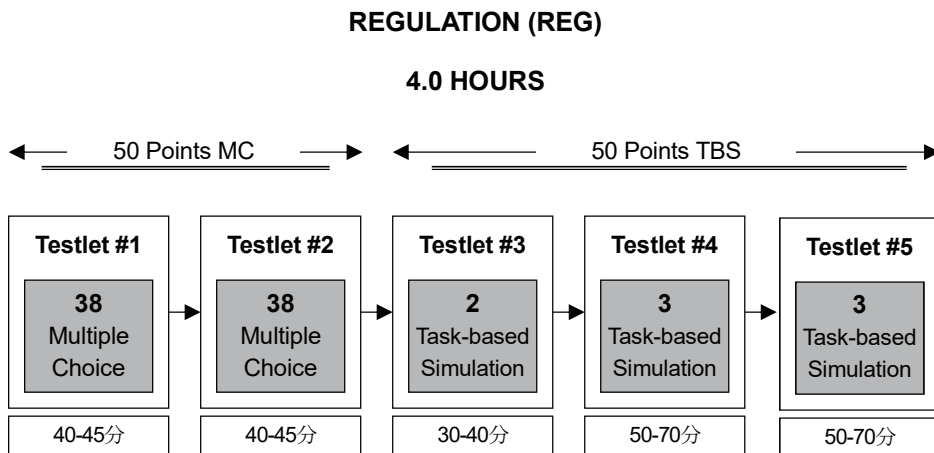 REGULATION (REG)
4.0 HOURS
50 Points MC
50 Points TBS
Testlet #1
38
Multiple
Choice
40-45分
Testlet #2
38
Multiple
Choice
40-45分
Testlet #3
2
Task-based
Simulation
30-40分
Testlet #4
3
Task-based
Simulation
50-70分
Testlet #5
3
Task-based
Simulation
50-70分